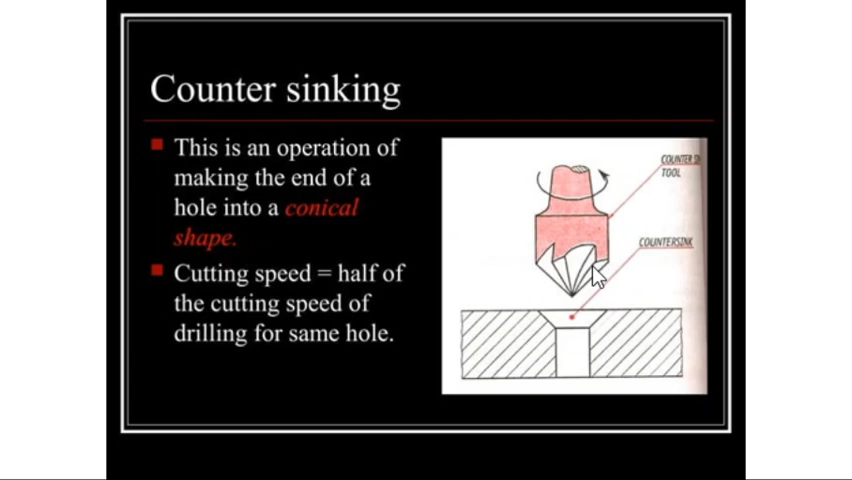 Counter sinking
This is an operation of
making the end of a
hole into a conical
shape.
Cutting speed = half of
the cutting speed of
drilling for same hole.
COUNTER
TOOL
COUNTERSINK